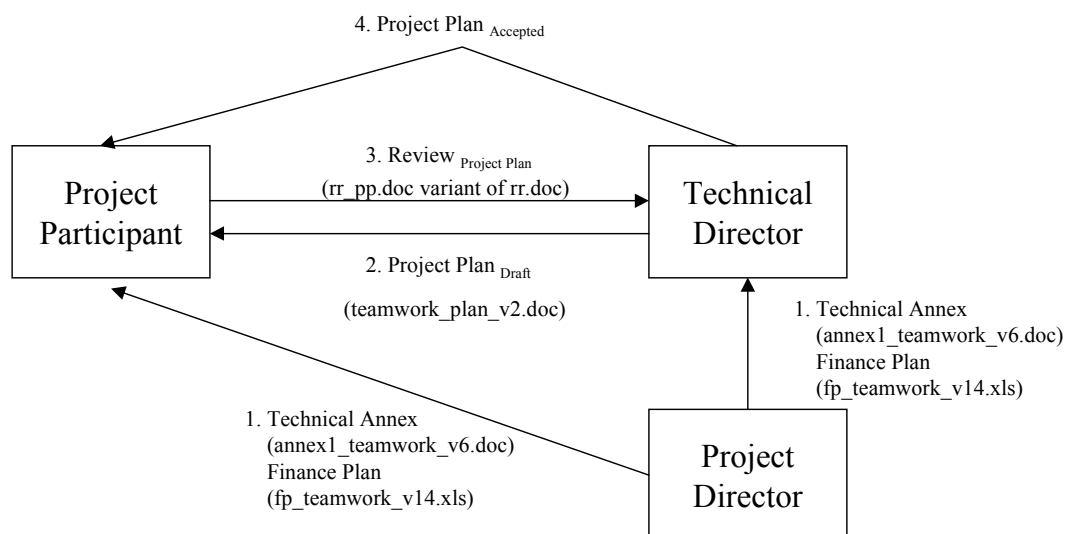 4. Project Plan Accepted
3. Review Project Plan
(rr_pp.doc variant of rr.doc)
Project
Participant
Technical
Director
2. Project Plan Draft
(teamwork_plan_v2.doc)
1. Technical Annex
(annex1_teamwork_v6.doc)
Finance Plan
(fp_teamwork_v14.xls)
1. Technical Annex
(annex1_teamwork_v6.doc)
Finance Plan
(fp_teamwork_v14.xls)
Project
Director